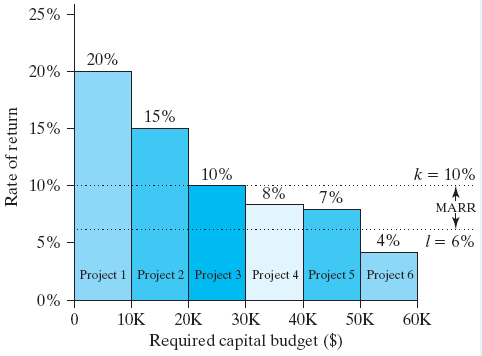 25%
20%
20%
15%
15%
10%
k = 10%
10%
8%
7%
MARR
5%
4%
l = 6%
Project 1 Project 2 Project 3 Project 4 Project 5 Project 6
0%
0 10K 20K 30K 40K 50K 60K
Required capital budget ($)
Rate of return